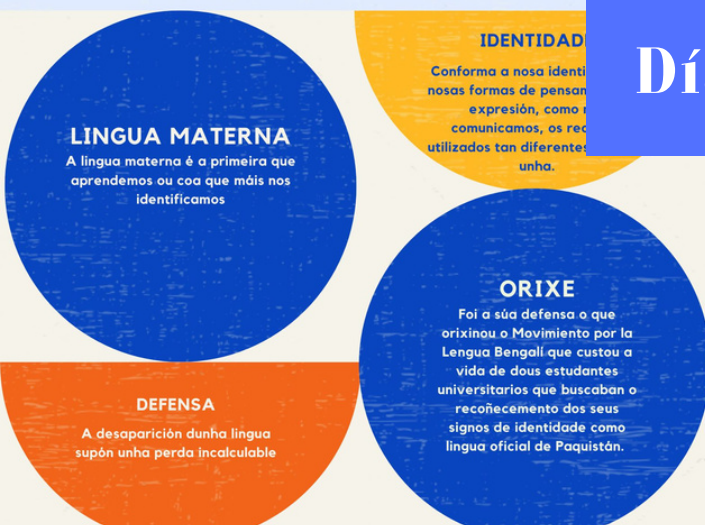 LINGUA MATERNA
A lingua materna é a primeira que
aprendemos ou coa que máis nos
identificamos
IDENTIDAD
Conforma a nosa identi
nosas formas de pensam
expresión, como
comunicamos, os rec
utilizados tan diferentes
unha.
Dí
DEFENSA
A desaparición dunha lingua
supón unha perda incalculable
ORIXE
Foi a súa defensa o que
orixinou o Movimiento por la
Lengua Bengalí que custou a
vida de dous estudantes
universitarios que buscaban o
recoñecemento dos seus
signos de identidade como
lingua oficial de Paquistán.